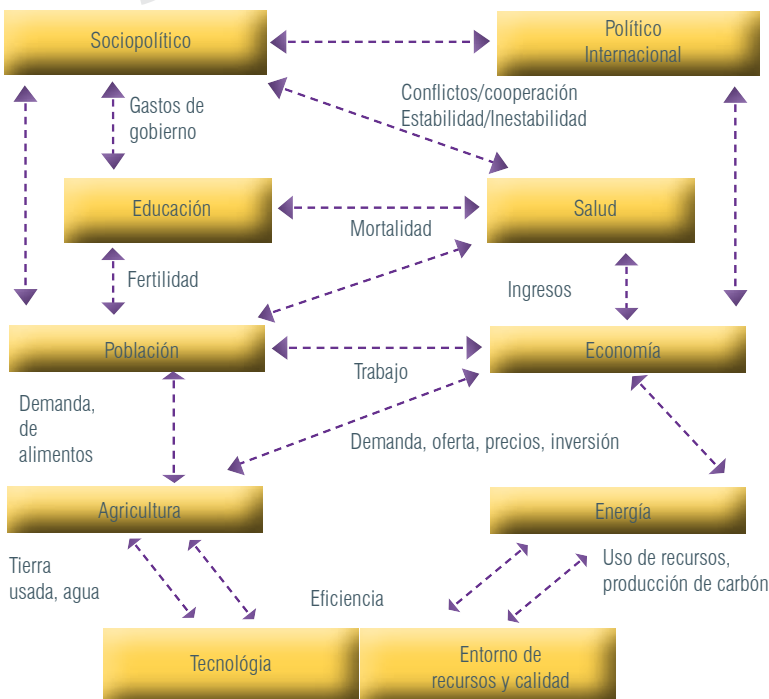 Sociopolítico
Político
Internacional
Gastos de
gobierno
Conflictos/cooperación
Estabilidad/Inestabilidad
Educación
Salud
Mortalidad
Fertilidad
Ingresos
Población
Economía
Trabajo
Demanda,
de
alimentos
Demanda, oferta, precios, inversión
Agricultura
Energía
Tierra
usada, agua
Eficiencia
Uso de recursos,
producción de carbón
Tecnológia
Entorno de
recursos y calidad